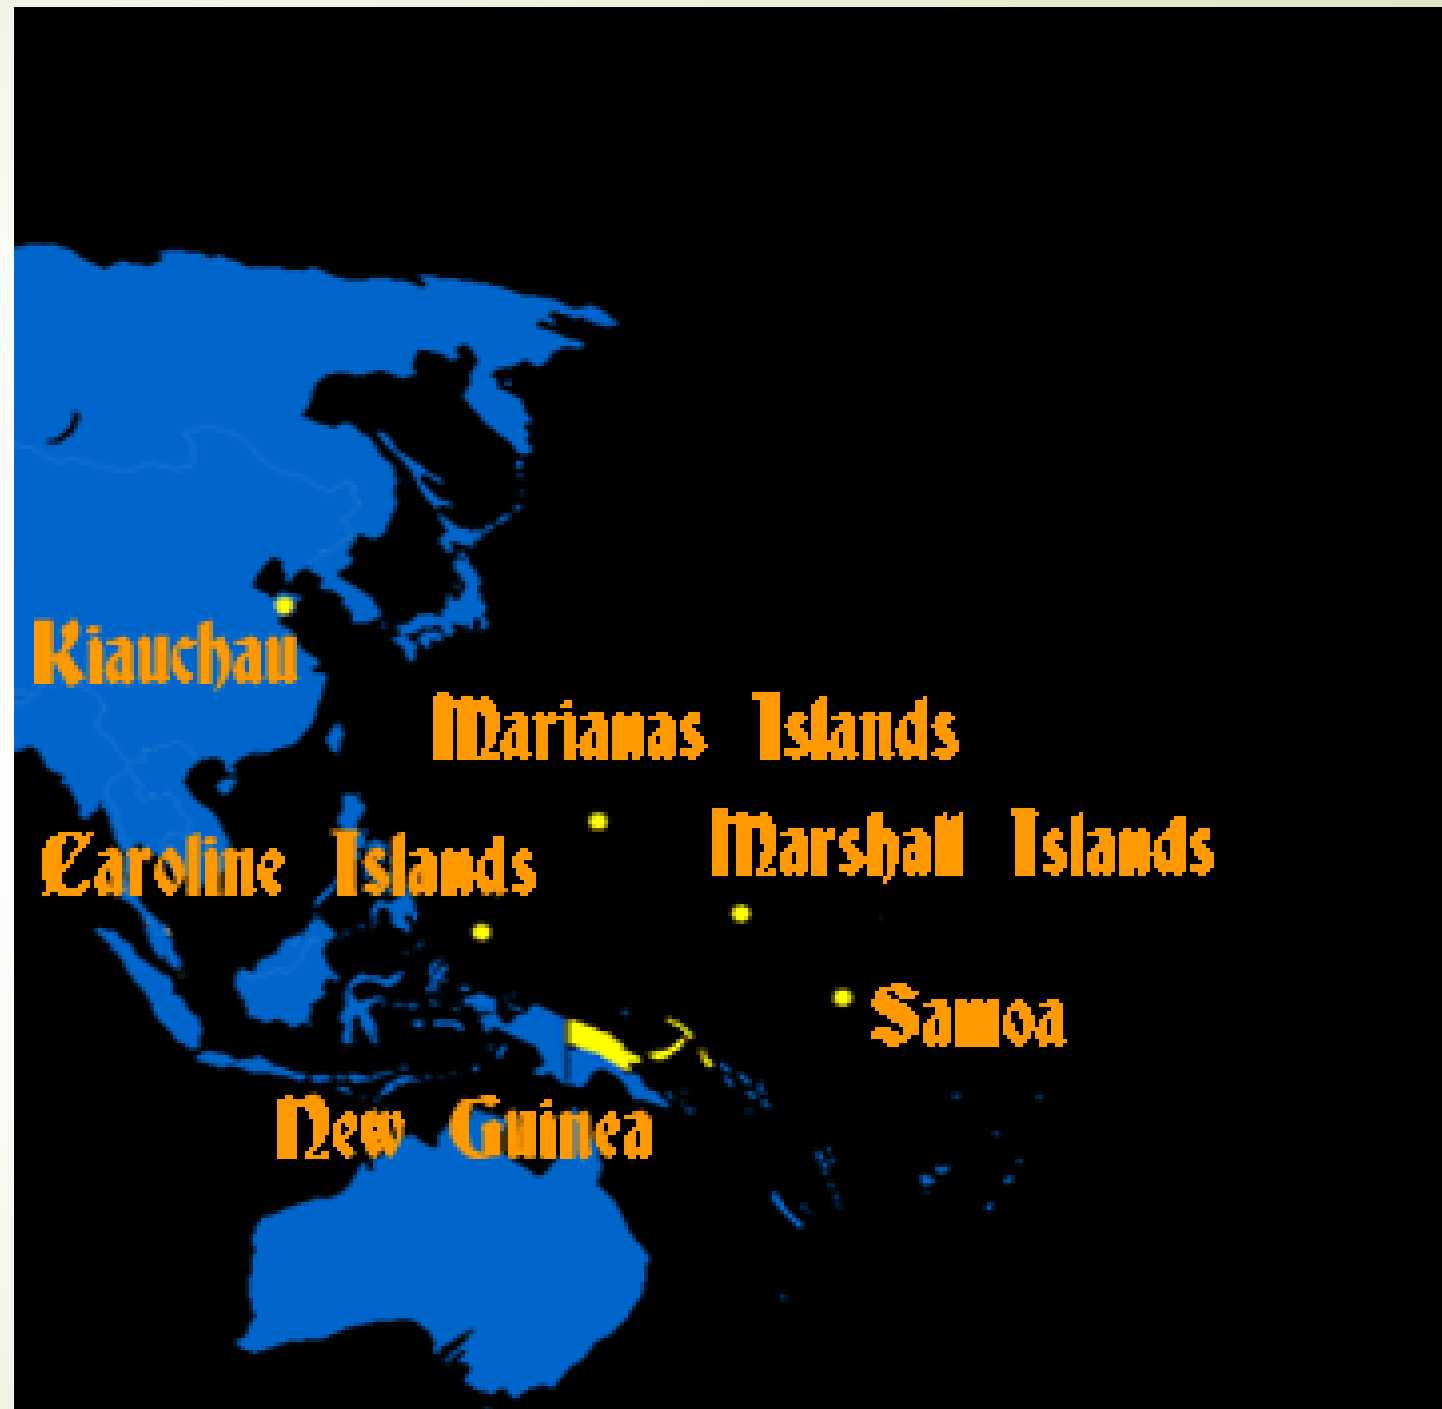 Kiauchau
Marianas Islands
Marshall Islands
Caroline Islands
Samoa
New Guinea